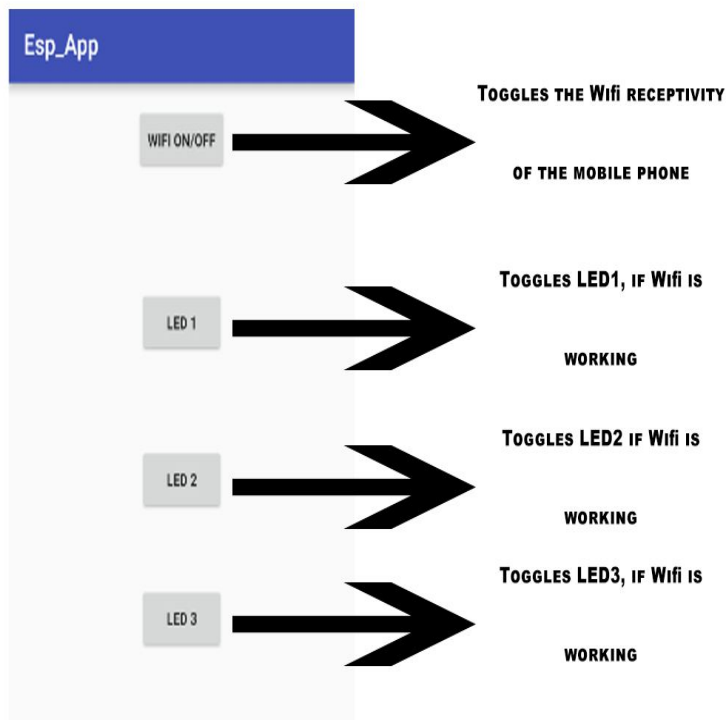 Esp_App
WIFI ON/OFF
Toggles the Wifi receptivity
of the mobile phone
LED 1
Toggles LED1, if Wifi is
working
LED 2
Toggles LED2 if Wifi is
working
LED 3
Toggles LED3, if Wifi is
working